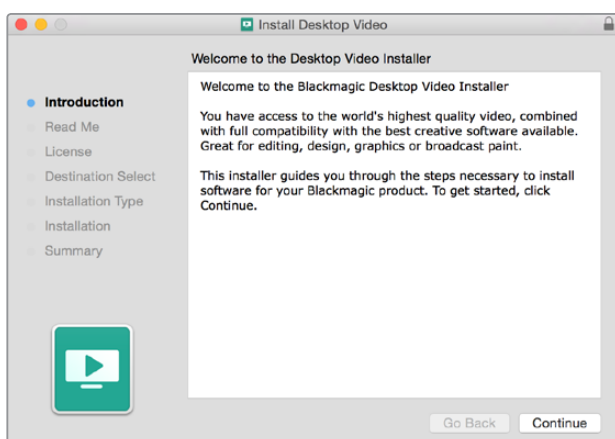 Install Desktop Video
Welcome to the Desktop Video Installer
Introduction
Read Me
License
Destination Select
Installation Type
Installation
Summary
Welcome to the Blackmagic Desktop Video Installer
You have access to the world's highest quality video, combined
with full compatibility with the best creative software available.
Great for editing, design, graphics or broadcast paint.
This installer guides you through the steps necessary to install
software for your Blackmagic product. To get started, click
Continue.
Go Back
Continue